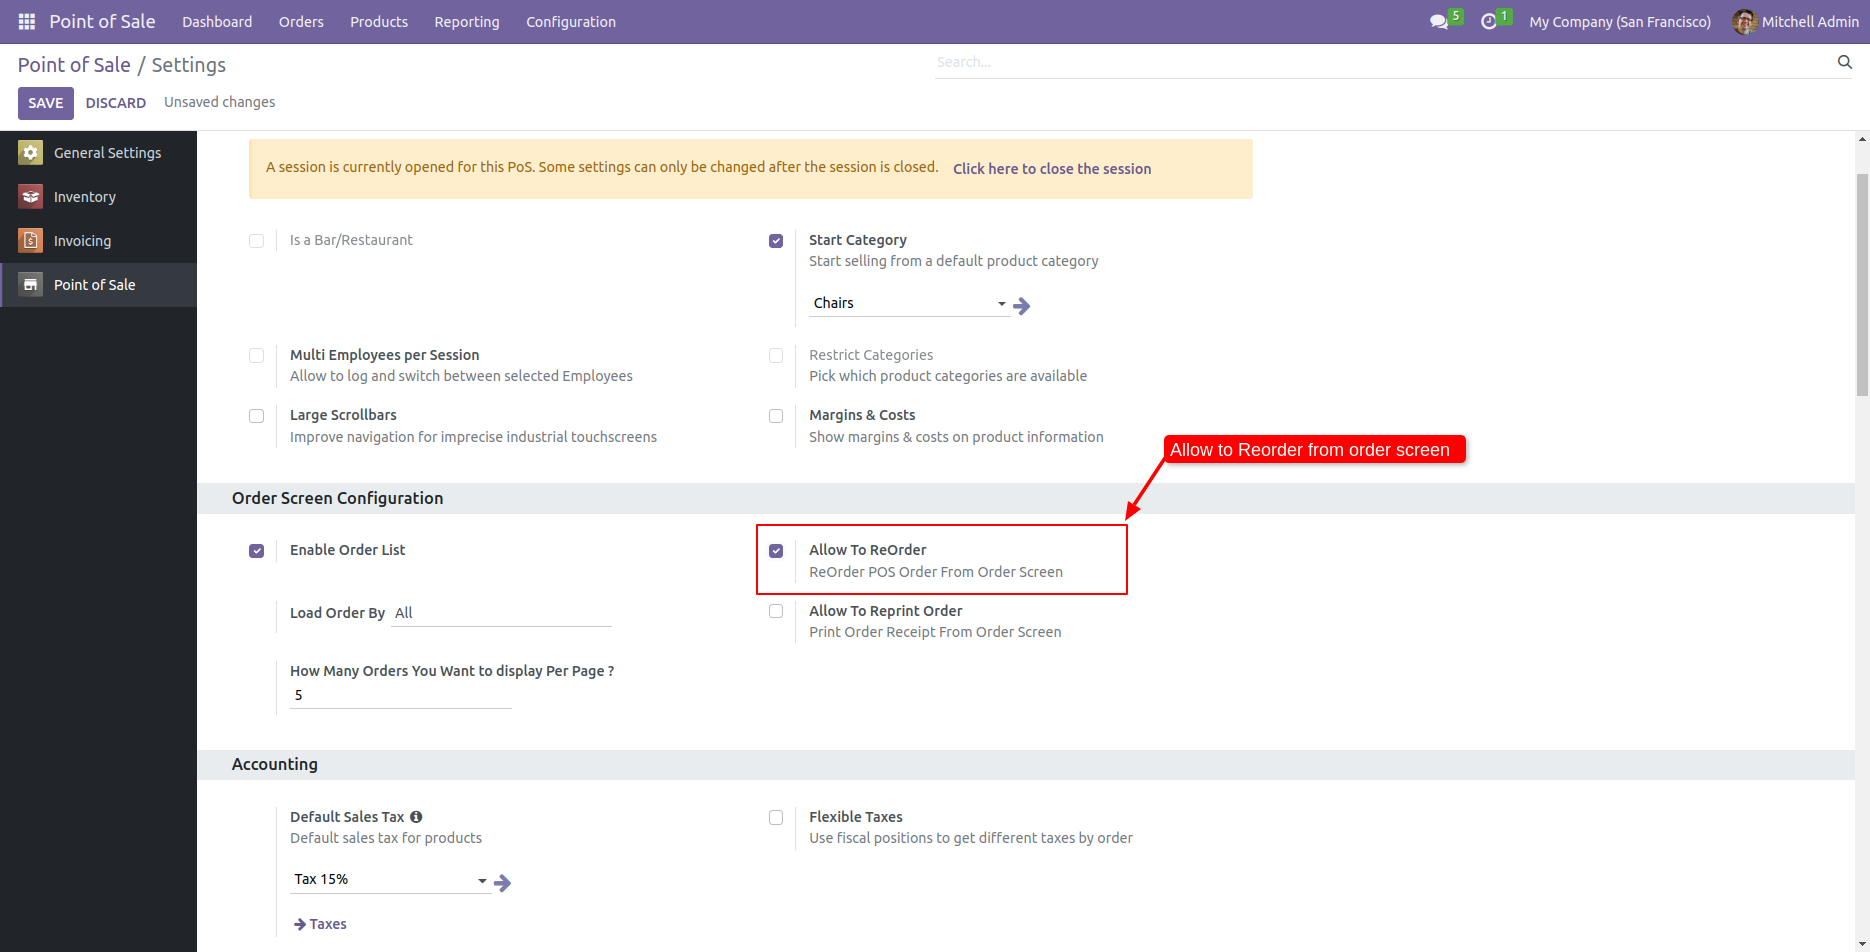 Point of Sale Dashboard Orders Products Reporting Configuration 5 1 My Company (San Francisco) Mitchell Admin
Point of Sale / Settings Search...
SAVE DISCARD Unsaved changes
General Settings
Inventory
Invoicing
Point of Sale
A session is currently opened for this PoS. Some settings can only be changed after the session is closed. Click here to close the session
Is a Bar/Restaurant
Start Category
Start selling from a default product category
Chairs
Multi Employees per Session
Allow to log and switch between selected Employees
Restrict Categories
Pick which product categories are available
Large Scrollbars
Improve navigation for imprecise industrial touchscreens
Margins & Costs
Show margins & costs on product information
Allow to Reorder from order screen
Order Screen Configuration
Enable Order List
Allow To ReOrder
ReOrder POS Order From Order Screen
Load Order By All
Allow To Reprint Order
Print Order Receipt From Order Screen
How Many Orders You Want to display Per Page ?
5
Accounting
Default Sales Tax
Default sales tax for products
Tax 15%
Taxes
Flexible Taxes
Use fiscal positions to get different taxes by order